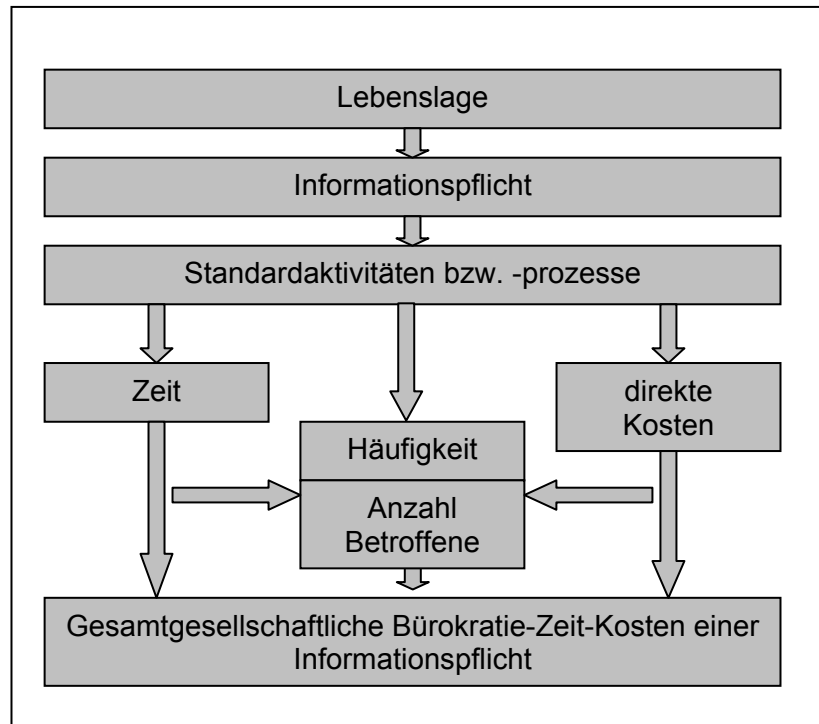 Lebenslage
Informationspflicht
Standardaktivitäten bzw. -prozesse
Zeit
direkte
Kosten
Häufigkeit
Anzahl
Betroffene
Gesamtgesellschaftliche Bürokratie-Zeit-Kosten einer
Informationspflicht